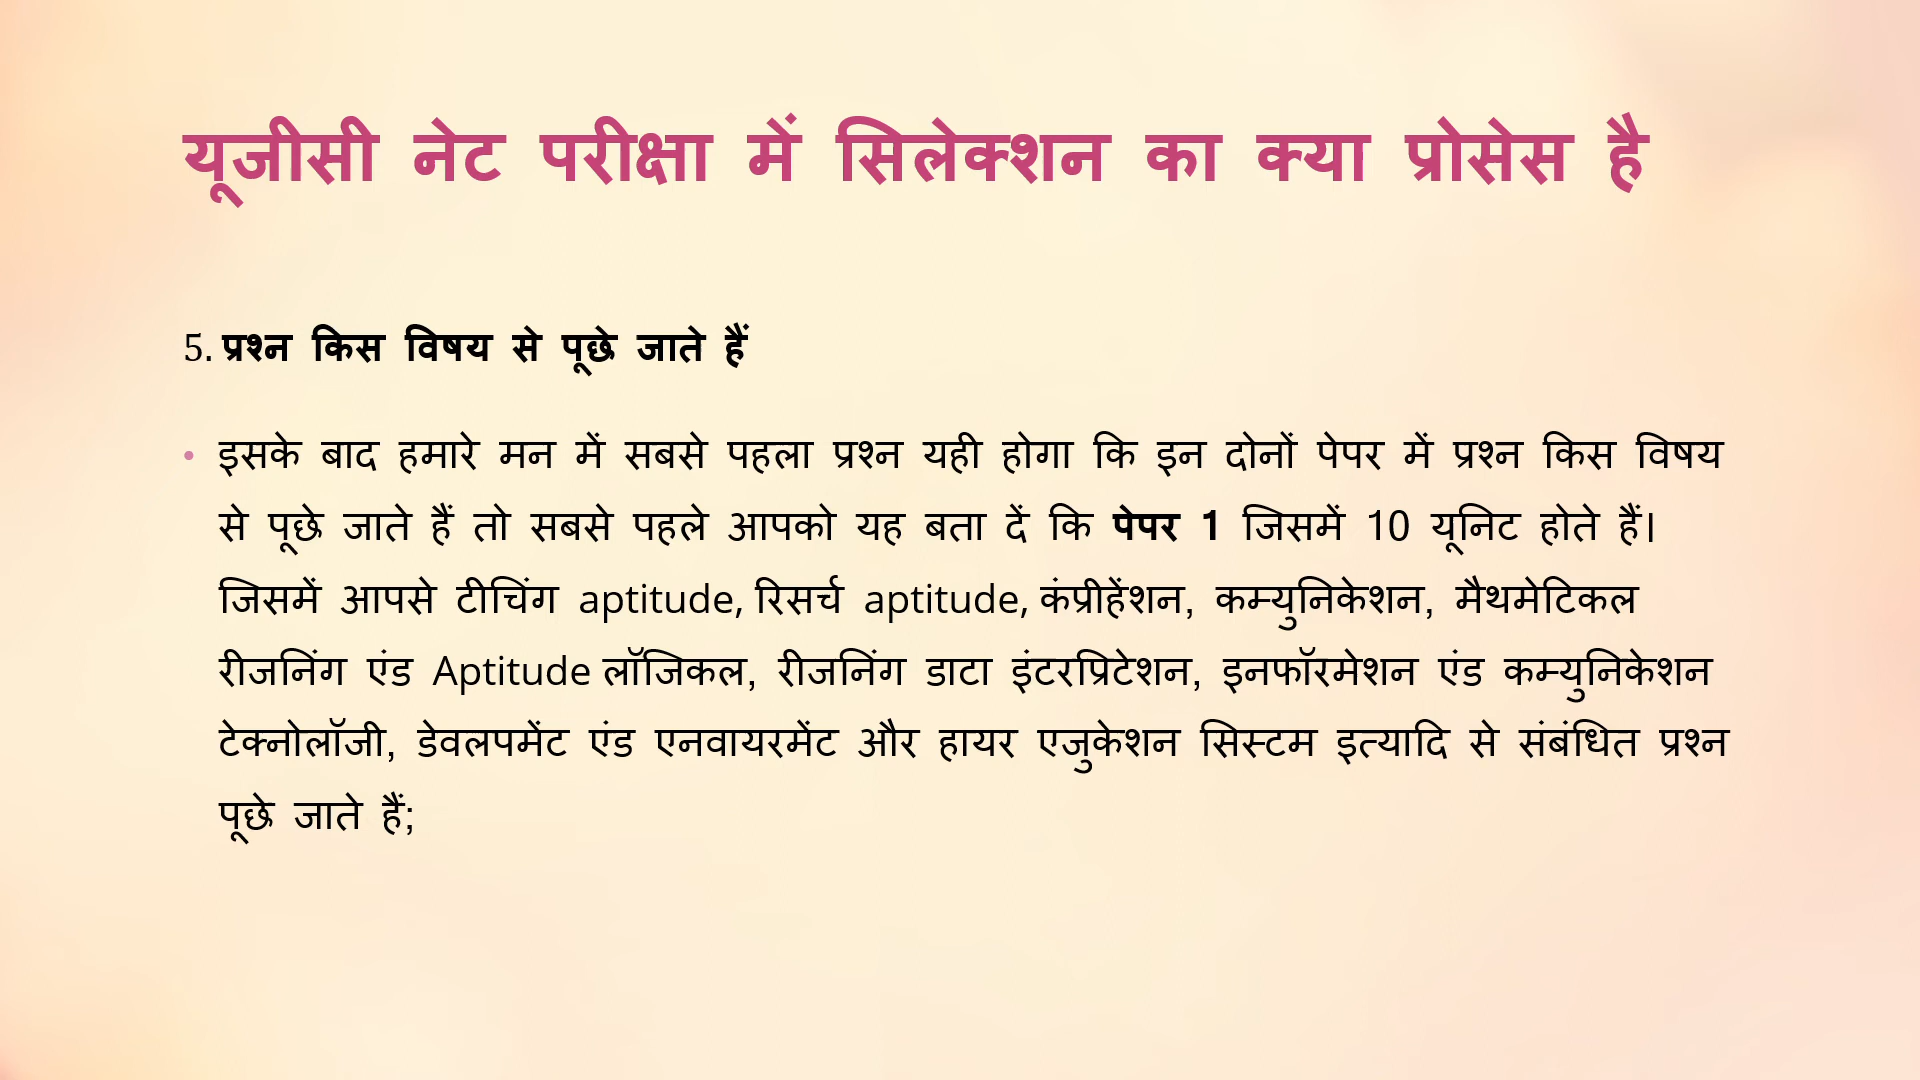 यूजीसी नेट परीक्षा में सिलेक्शन का क्या प्रोसेस है
5. प्रश्न किस विषय से पूछे जाते हैं
• इसके बाद हमारे मन में सबसे पहला प्रश्न यही होगा कि इन दोनों पेपर में प्रश्न किस विषय
से पूछे जाते हैं तो सबसे पहले आपको यह बता दें कि पेपर 1 जिसमें 10 यूनिट होते हैं।
जिसमें आपसे टीचिंग aptitude, रिसर्च aptitude, कंप्रीहेंशन, कम्युनिकेशन, मैथमेटिकल
रीजनिंग एंड Aptitude लॉजिकल, रीजनिंग डाटा इंटरप्रिटेशन, इनफॉरमेशन एंड कम्युनिकेशन
टेक्नोलॉजी, डेवलपमेंट एंड एनवायरमेंट और हायर एजुकेशन सिस्टम इत्यादि से संबंधित प्रश्न
पूछे जाते हैं;